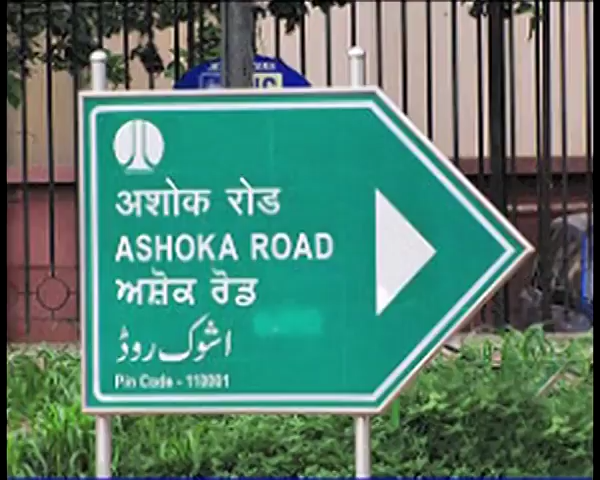 अशोक रोड
ASHOKA ROAD
ਅਸ਼ੋਕ ਰੋਡ
اشوک روڈ
Pin Code - 110001